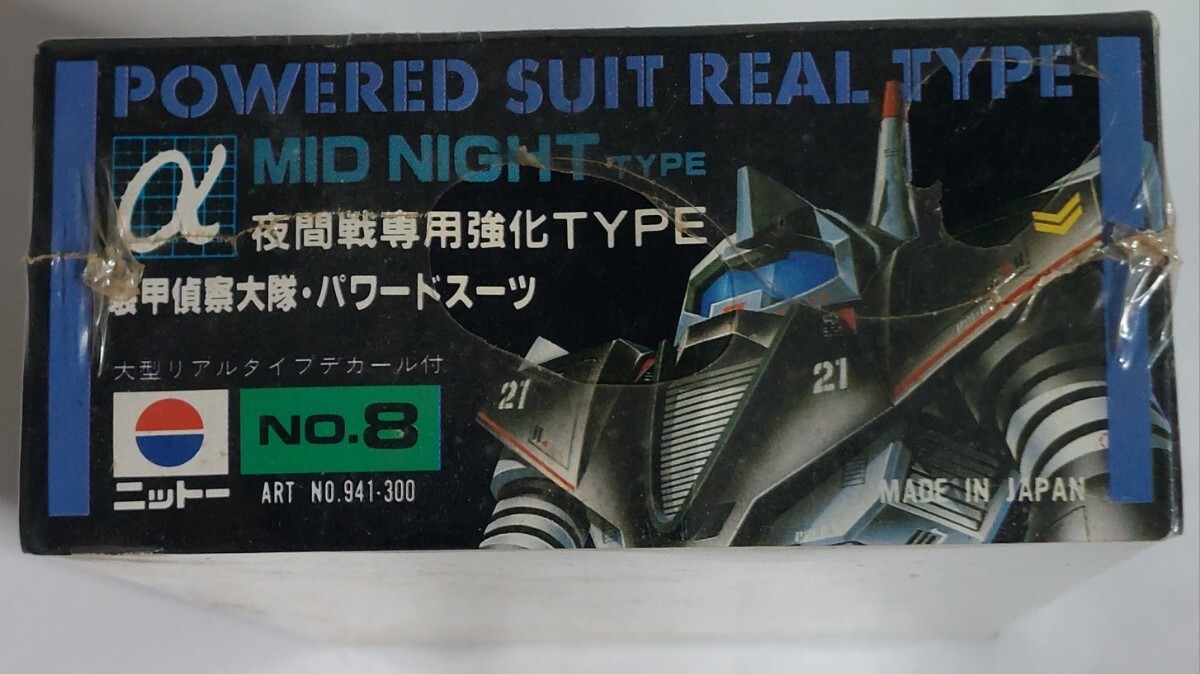 POWERED SUIT REAL TYPE
α
MID NIGHT TYPE
夜間戦専用強化TYPE
装甲偵察大隊・パワードスーツ
大型リアルタイプデカール付
ニットー
NO.8
ART NO.941-300
21
21
MADE IN JAPAN